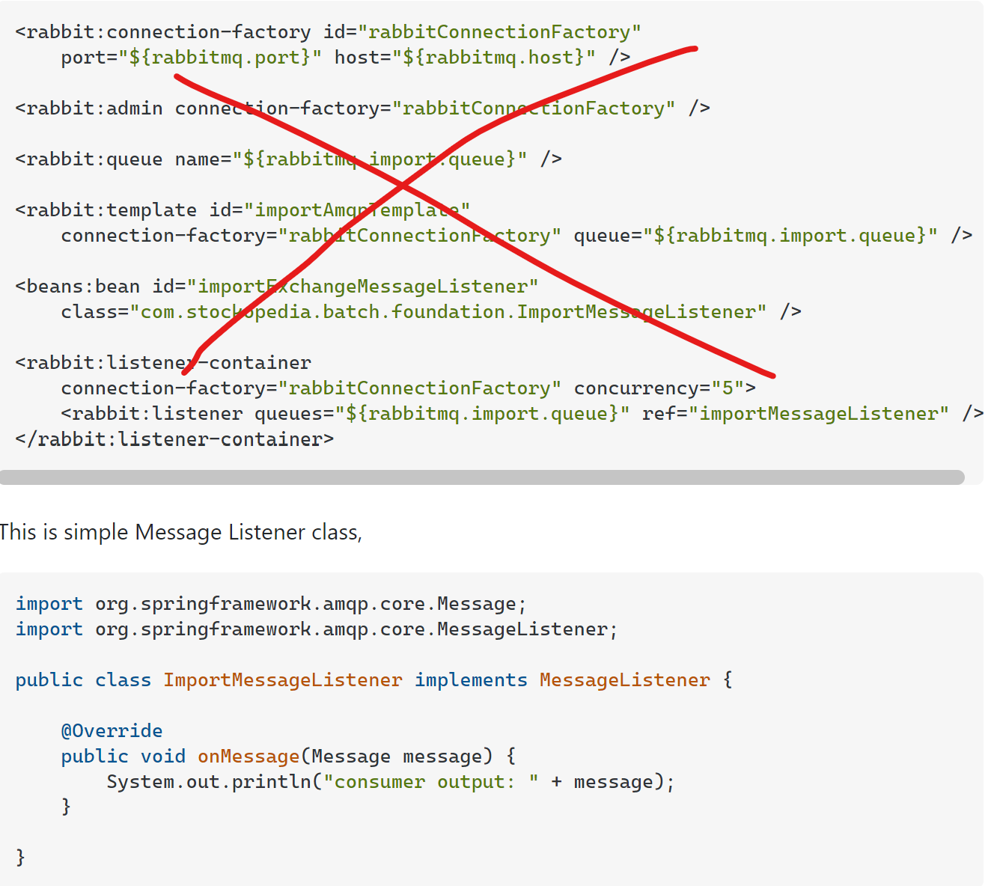 <rabbit:connection-factory id="rabbitConnectionFactory"
    port="${rabbitmq.port}" host="${rabbitmq.host}" />
<rabbit:admin connection-factory="rabbitConnectionFactory" />
<rabbit:queue name="${rabbitmq.import.queue}" />
<rabbit:template id="importAmqpTemplate"
    connection-factory="rabbitConnectionFactory" queue="${rabbitmq.import.queue}" />
<beans:bean id="importExchangeMessageListener"
    class="com.stockopedia.batch.foundation.ImportMessageListener" />
<rabbit:listener-container
    connection-factory="rabbitConnectionFactory" concurrency="5">
    <rabbit:listener queues="${rabbitmq.import.queue}" ref="importMessageListener" />
</rabbit:listener-container>
This is simple Message Listener class,
import org.springframework.amqp.core.Message;
import org.springframework.amqp.core.MessageListener;
public class ImportMessageListener implements MessageListener {
    @Override
    public void onMessage(Message message) {
        System.out.println("consumer output: " + message);
    }
}